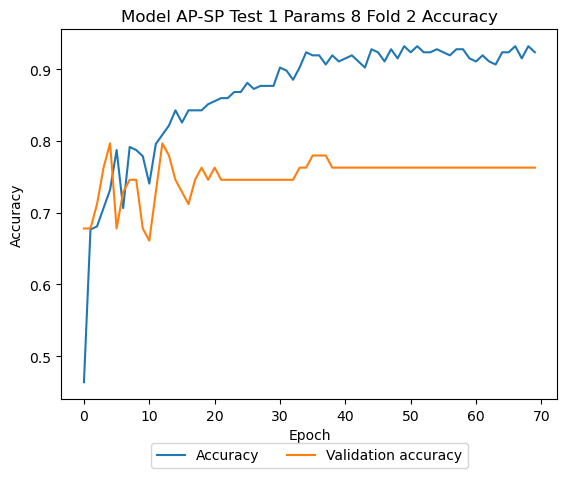 Model AP-SP Test 1 Params 8 Fold 2 Accuracy
0.9
0.8
0.7
0.6
0.5
Accuracy
0 10 20 30 40 50 60 70
Epoch
Accuracy Validation accuracy